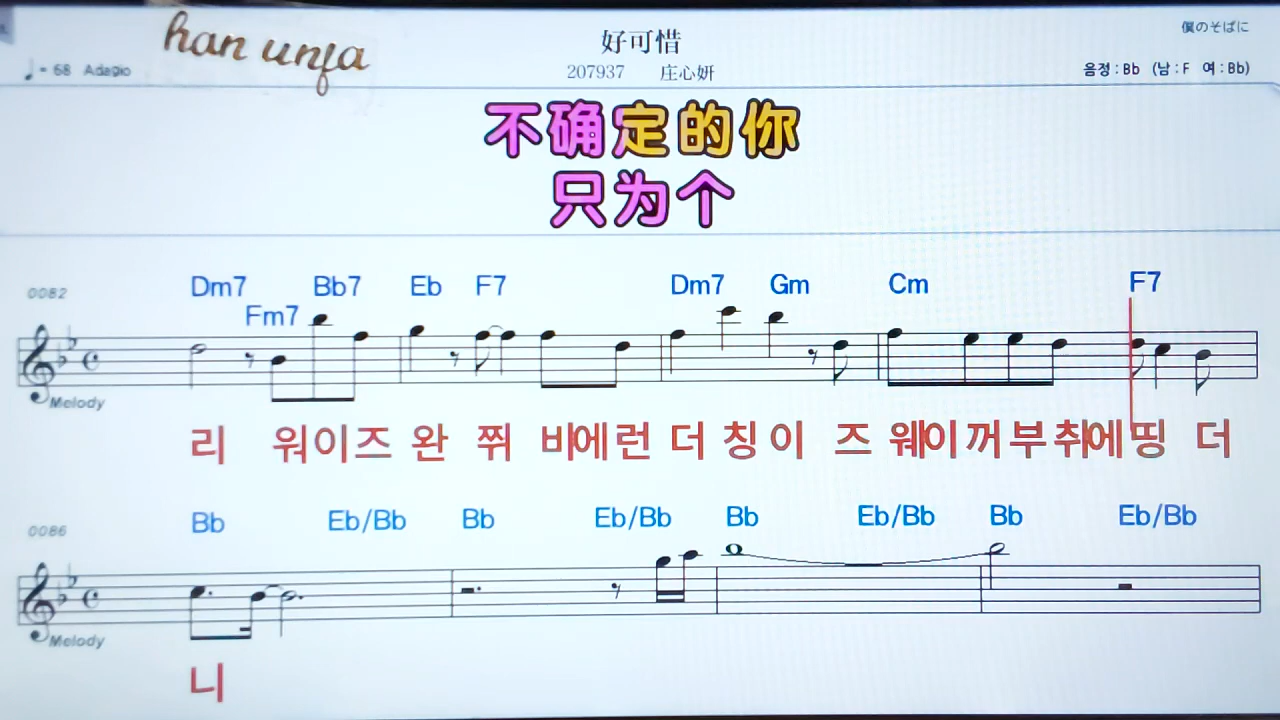 han unfa
好可惜
僕のそばに
♩= 68 Adagio
207937 庄心妍
음정 : Bb (남 : F 여 : Bb)
不确定的你
只为个
0082
Dm7 Fm7 Bb7 Eb F7 Dm7 Gm Cm F7
Melody
리 워이즈 완 쮜 비에런 더 칭 이 즈 웨이꺼부취에띵 더
0086
Bb Eb/Bb Bb Eb/Bb Bb Eb/Bb Bb Eb/Bb
Melody
니